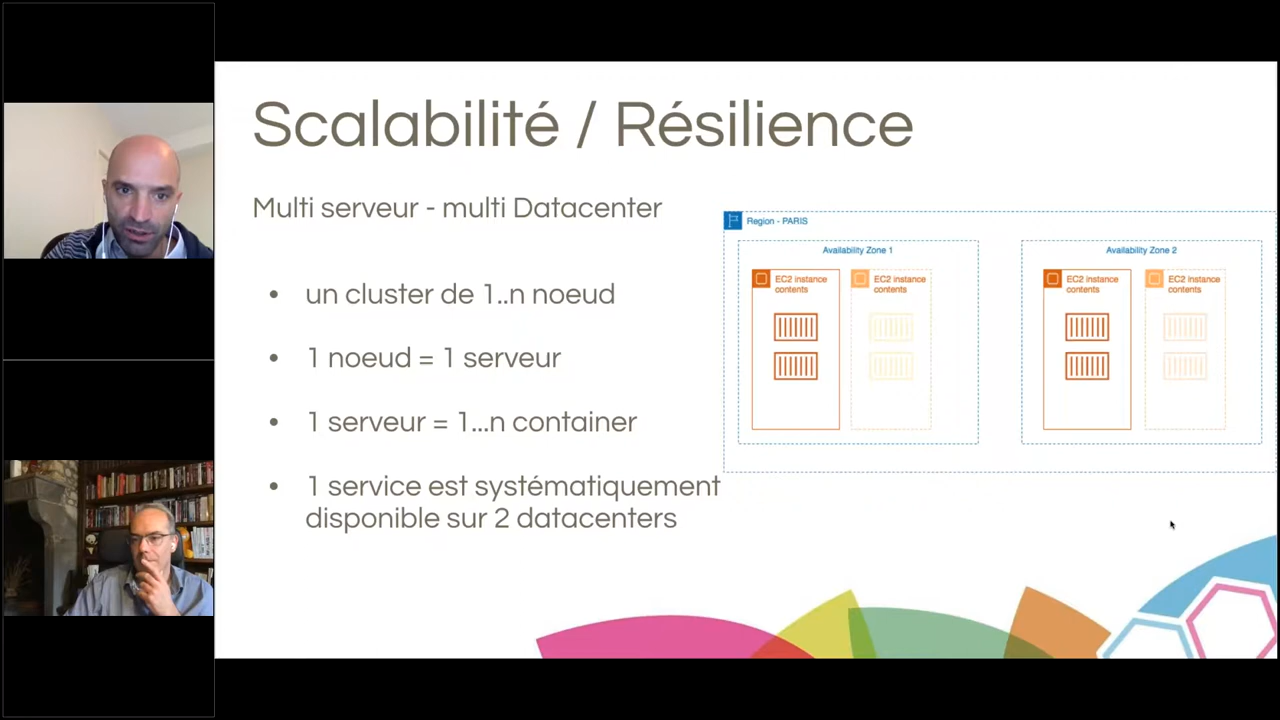 Scalabilité / Résilience
Multi serveur - multi Datacenter
• un cluster de 1..n noeud
• 1 noeud = 1 serveur
• 1 serveur = 1...n container
• 1 service est systématiquement
disponible sur 2 datacenters
Region - PARIS
Availability Zone 1
EC2 instance
contents
EC2 instance
contents
Availability Zone 2
EC2 instance
contents
EC2 instance
contents